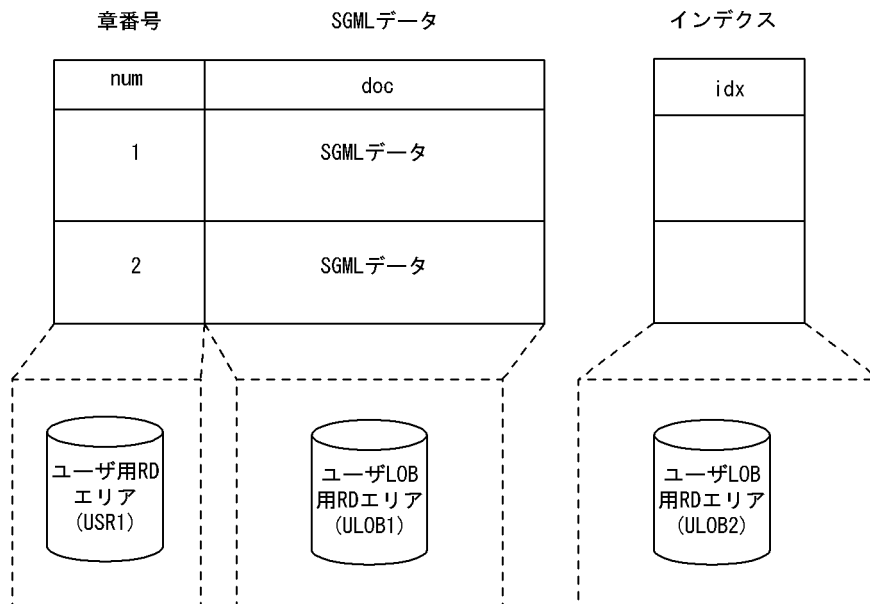 章番号 SGMLデータ インデクス
num doc idx
1 SGMLデータ
2 SGMLデータ
ユーザ用RD
エリア
(USR1)
ユーザLOB
用RDエリア
(ULOB1)
ユーザLOB
用RDエリア
(ULOB2)